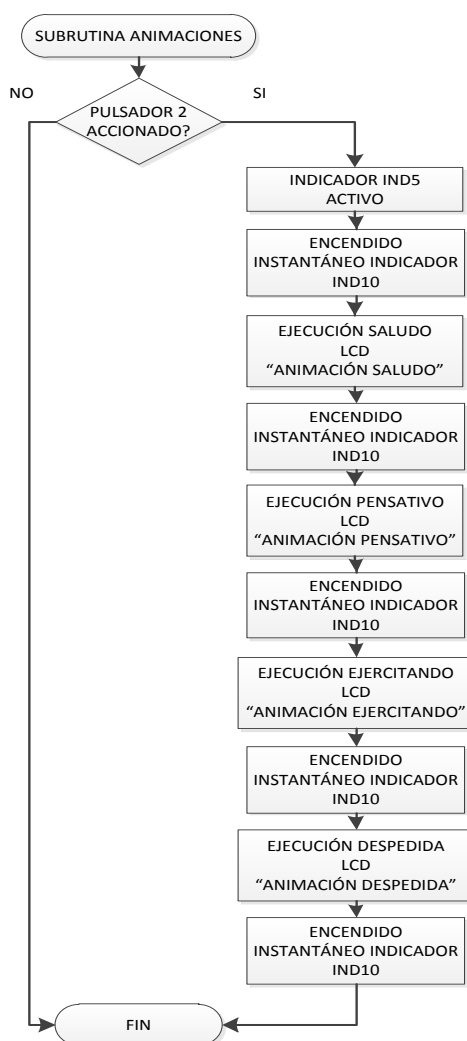 SUBRUTINA ANIMACIONES
NO
SI
PULSADOR 2
ACCIONADO?
INDICADOR IND5
ACTIVO
ENCENDIDO
INSTANTÁNEO INDICADOR
IND10
EJECUCIÓN SALUDO
LCD
“ANIMACIÓN SALUDO”
ENCENDIDO
INSTANTÁNEO INDICADOR
IND10
EJECUCIÓN PENSATIVO
LCD
“ANIMACIÓN PENSATIVO”
ENCENDIDO
INSTANTÁNEO INDICADOR
IND10
EJECUCIÓN EJERCITANDO
LCD
“ANIMACIÓN EJERCITANDO”
ENCENDIDO
INSTANTÁNEO INDICADOR
IND10
EJECUCIÓN DESPEDIDA
LCD
“ANIMACIÓN DESPEDIDA”
ENCENDIDO
INSTANTÁNEO INDICADOR
IND10
FIN